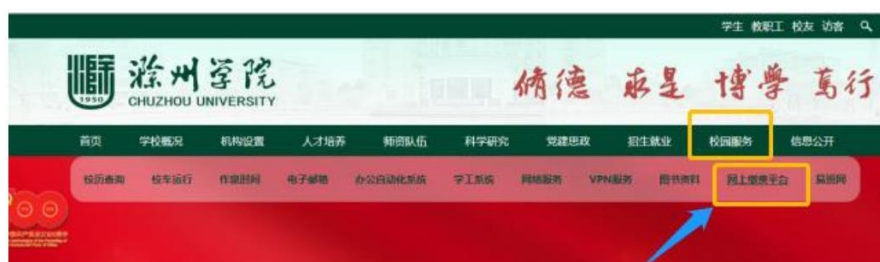 学生 教职工 校友 访客
1950
滁州学院
CHUZHOU UNIVERSITY
脩德 求是 博學 篤行
首页 学校概况 机构设置 人才培养 师资队伍 科学研究 党建思政 招生就业 校园服务 信息公开
校历查询 校车运行 作息时间 电子邮箱 办公自动化系统 学工系统 网络服务 VPN服务 图书资料 网上缴费平台 易班网